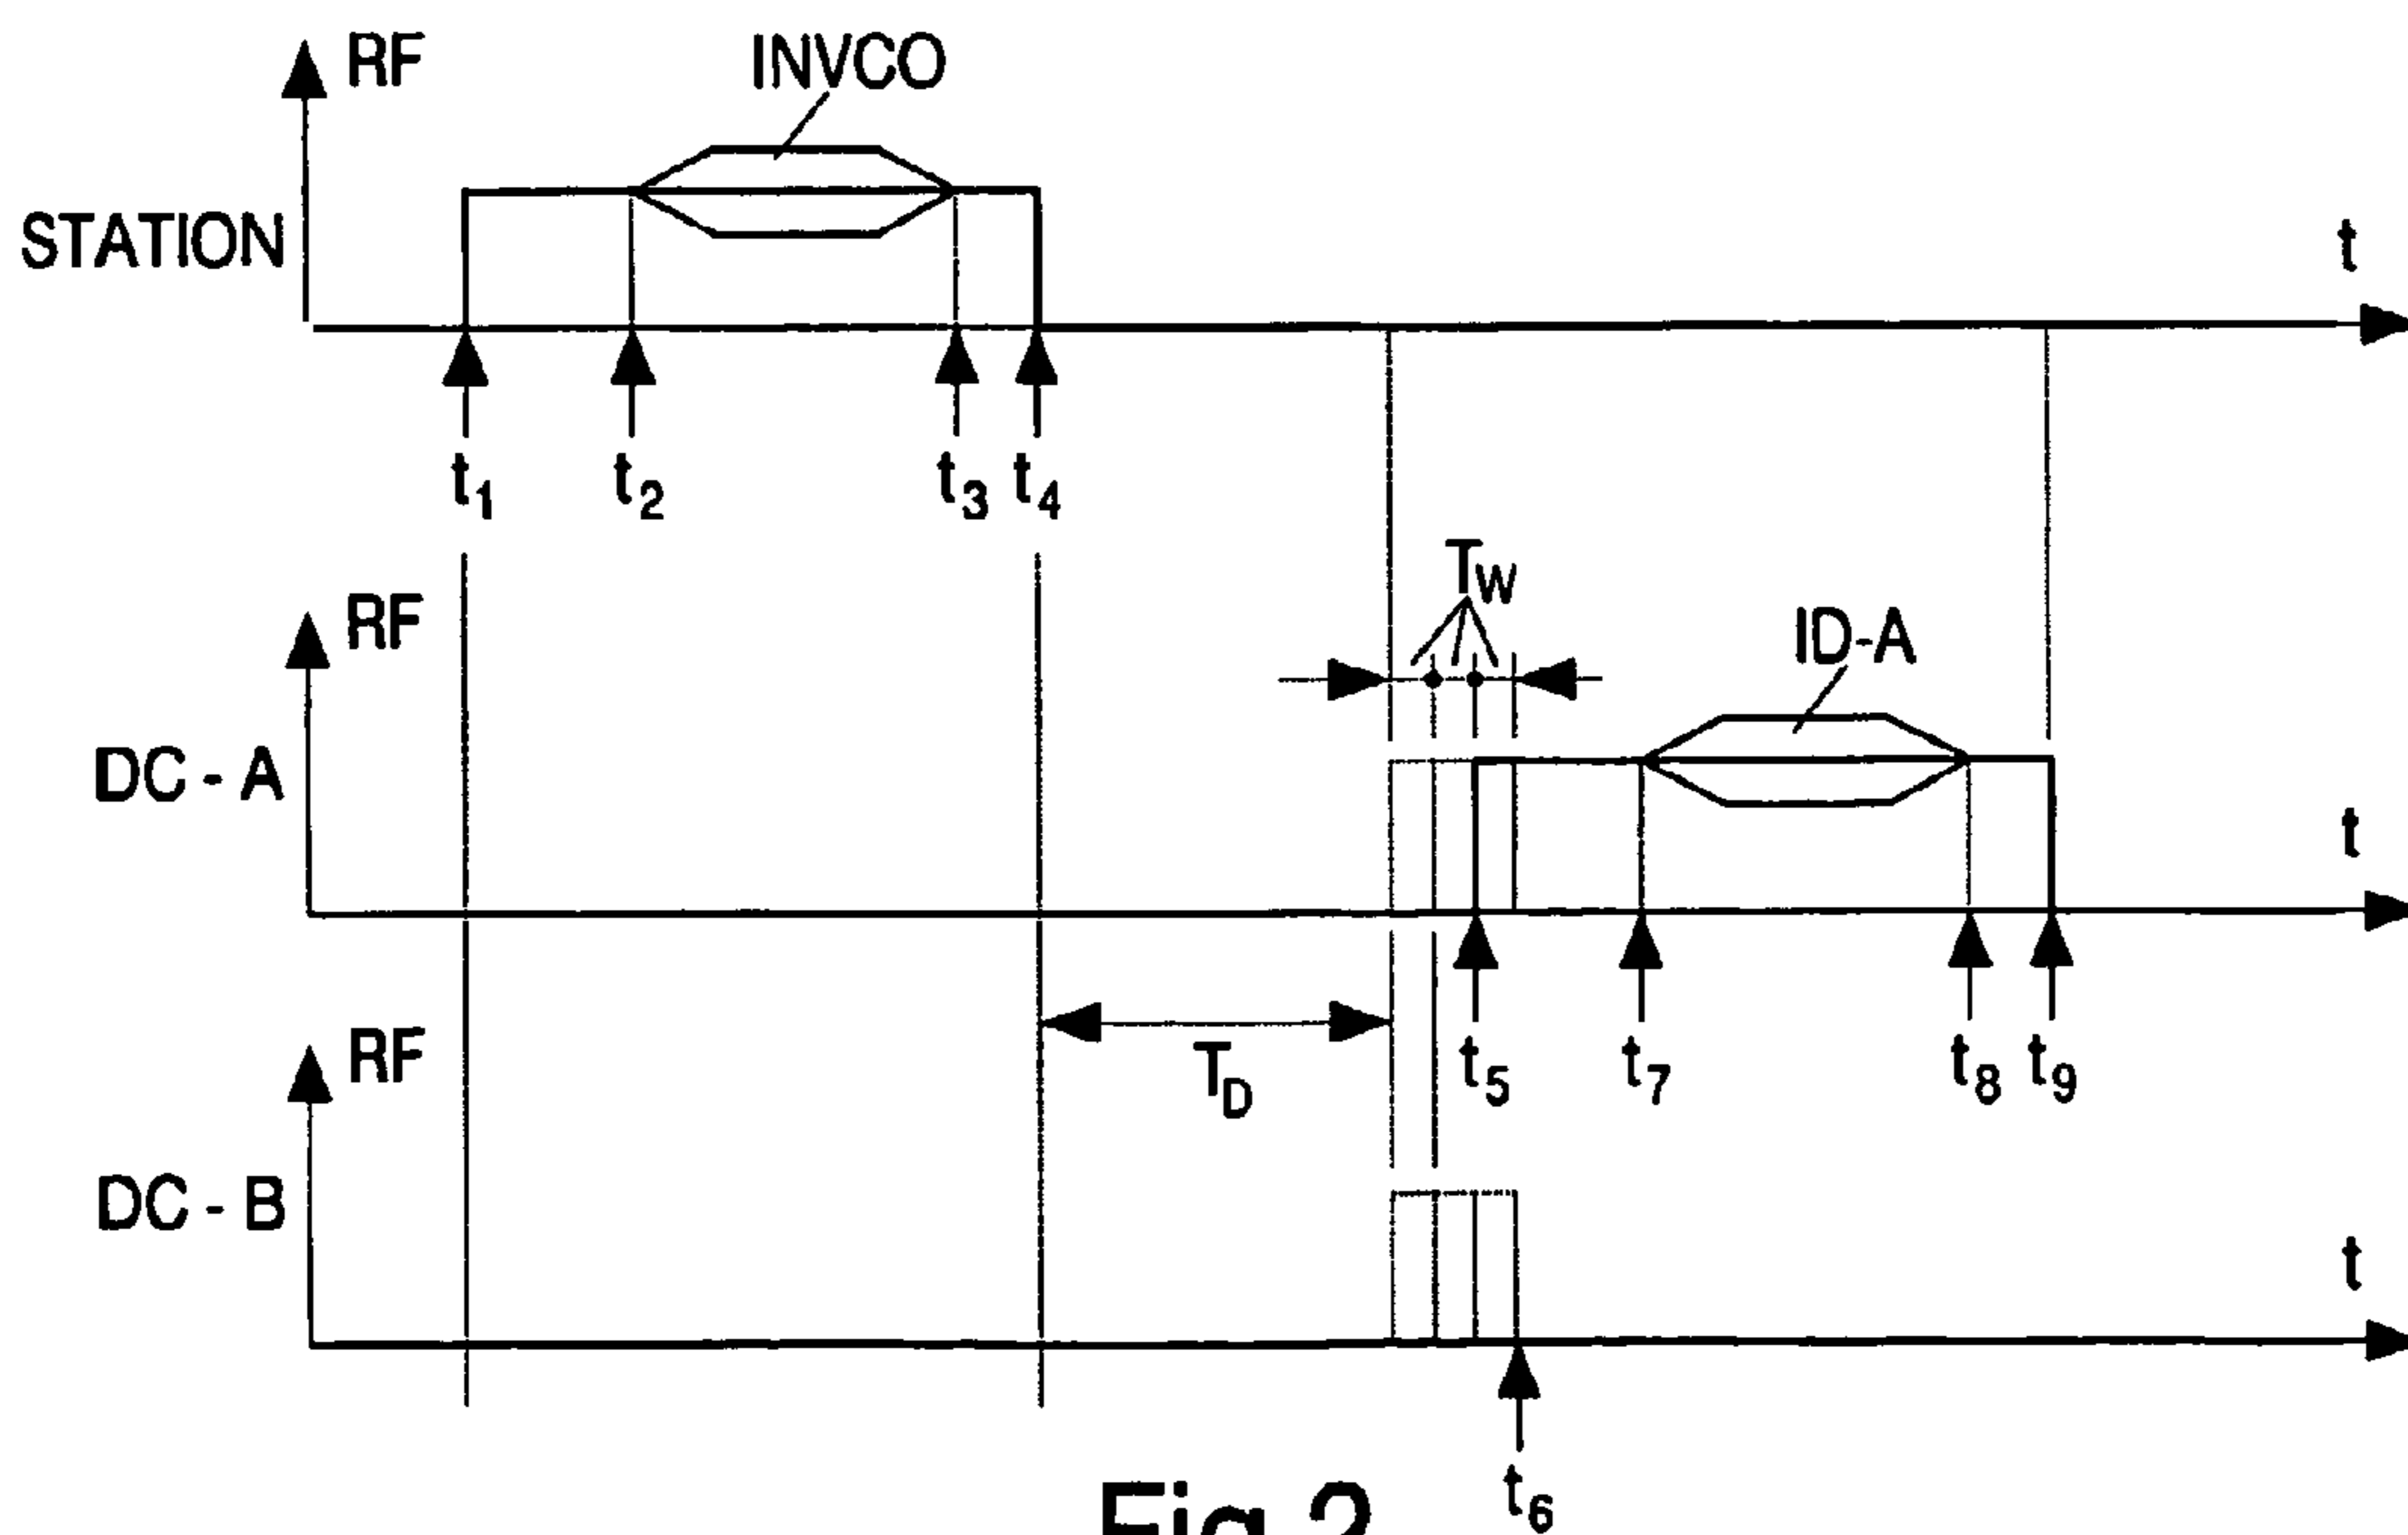 RF
INVCO
STATION
t
t1 t2 t3 t4
TW
RF
ID-A
DC - A
t
TD
t5 t7 t8 t9
RF
DC - B
t
t6
Fig.2